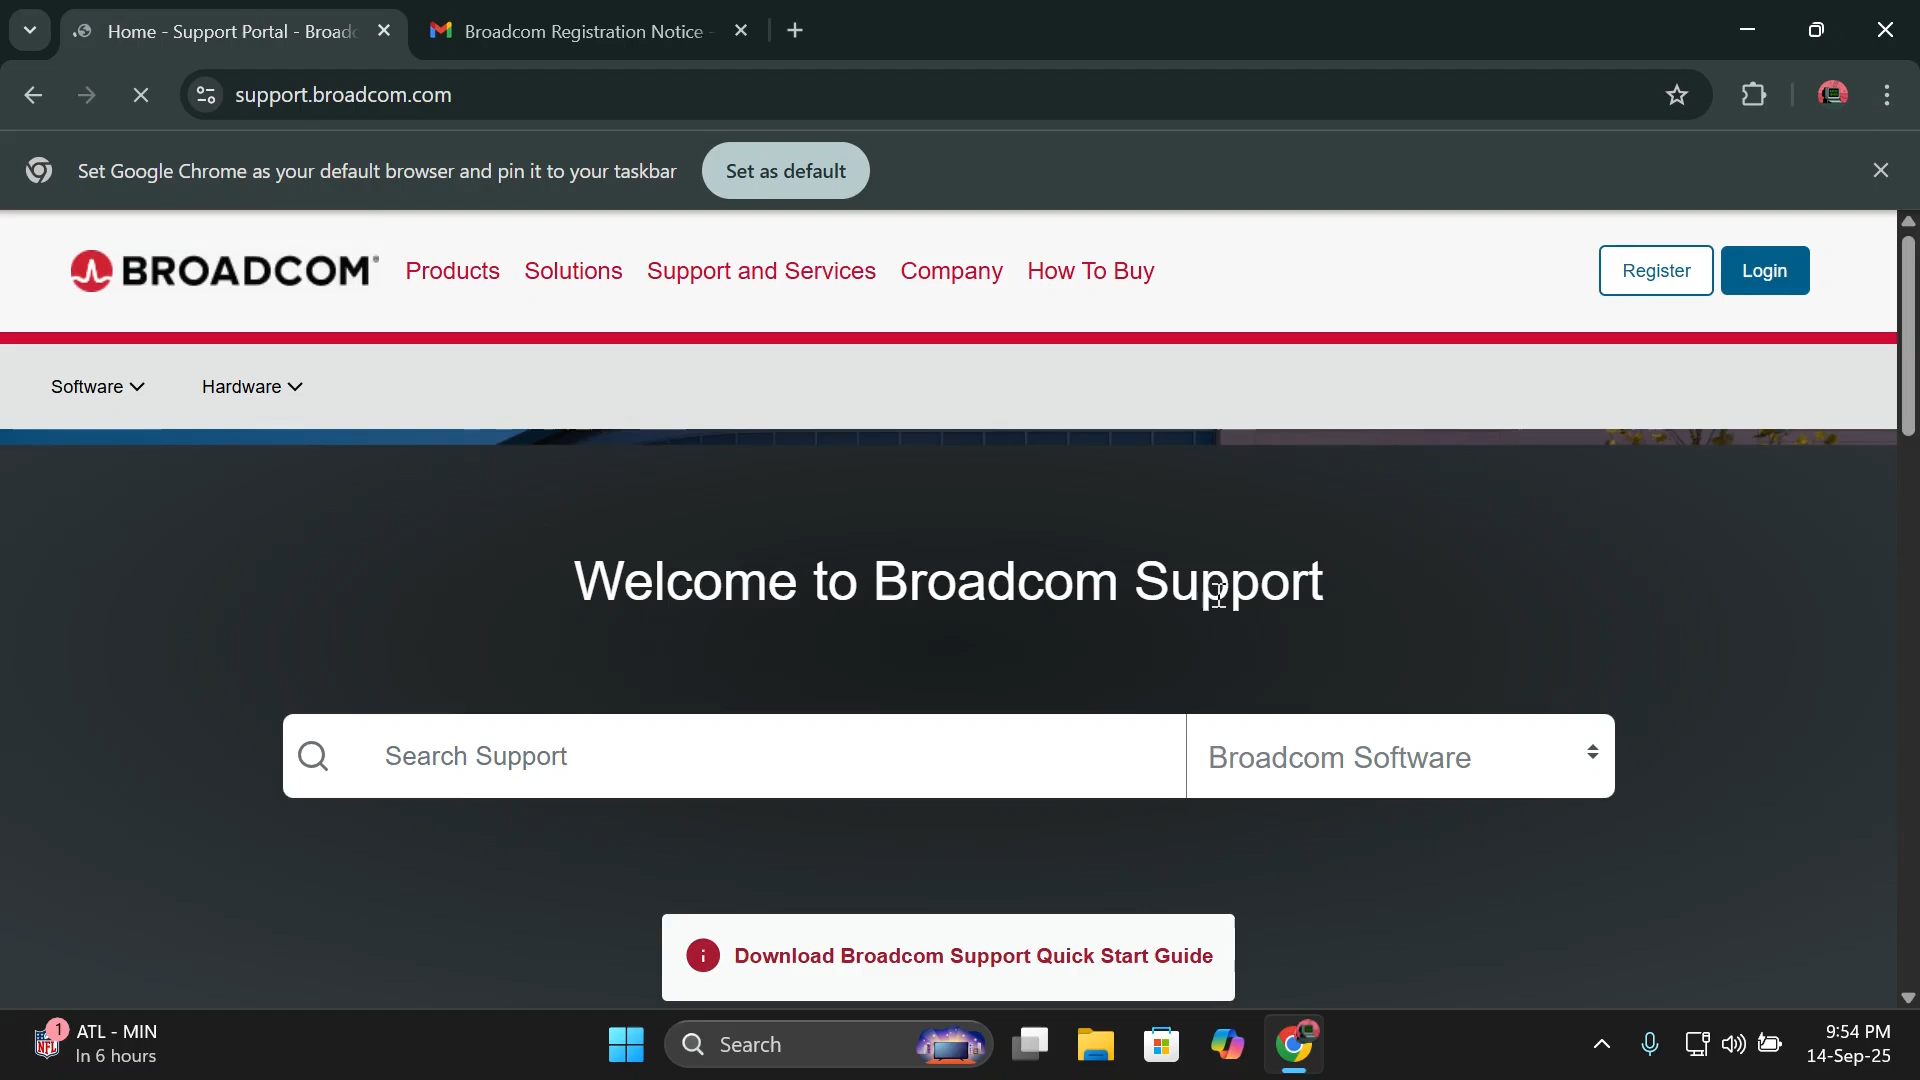 Home - Support Portal - Broadc
Broadcom Registration Notice -
support.broadcom.com
Set Google Chrome as your default browser and pin it to your taskbar
Set as default
BROADCOM
Products
Solutions
Support and Services
Company
How To Buy
Register
Login
Software
Hardware
Welcome to Broadcom Support
Search Support
Broadcom Software
Download Broadcom Support Quick Start Guide
1
NFL
ATL - MIN
In 6 hours
Search
9:54 PM
14-Sep-25